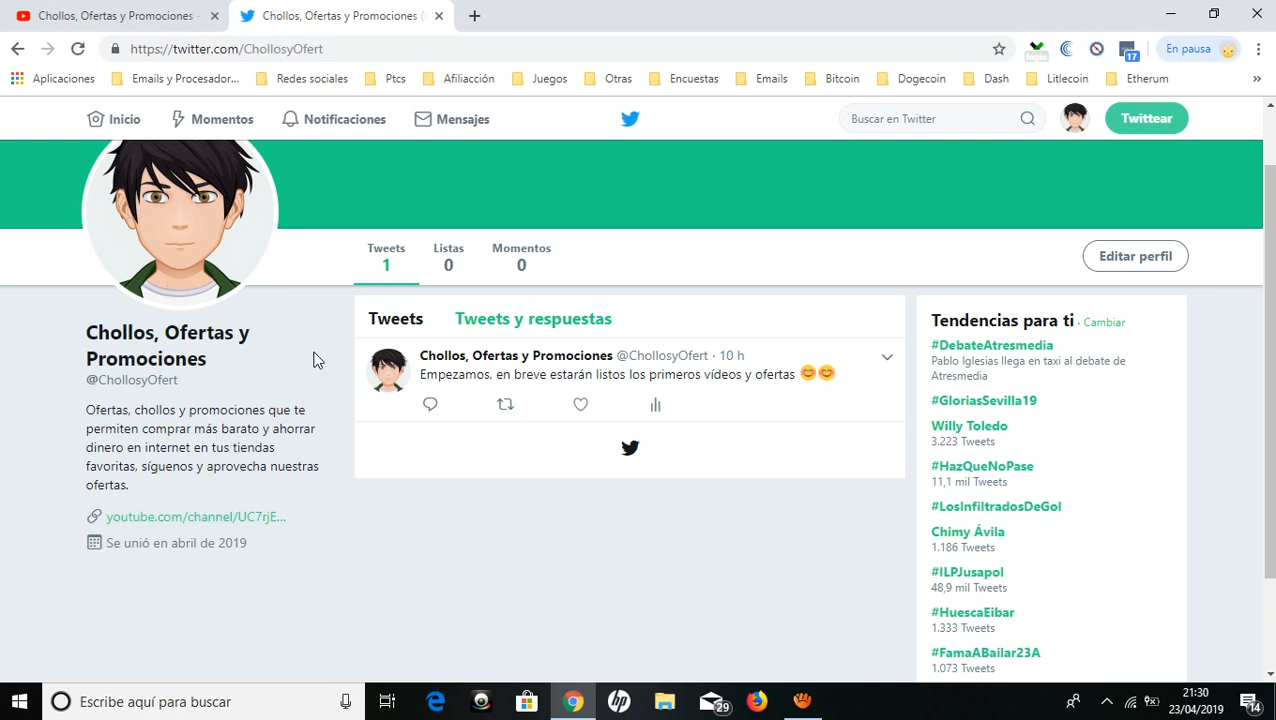 Chollos, Ofertas y Promociones -
Chollos, Ofertas y Promociones (
https://twitter.com/ChollosyOfert
17
En pausa
Aplicaciones
Emails y Procesador...
Redes sociales
Ptcs
Afiliacción
Juegos
Otras
Encuestas
Emails
Bitcoin
Dogecoin
Dash
Litlecoin
Etherum
»
Inicio
Momentos
Notificaciones
Mensajes
Buscar en Twitter
Twittear
Tweets
1
Listas
0
Momentos
0
Editar perfil
Chollos, Ofertas y
Promociones
@ChollosyOfert
Ofertas, chollos y promociones que te
permiten comprar más barato y ahorrar
dinero en internet en tus tiendas
favoritas, síguenos y aprovecha nuestras
ofertas.
youtube.com/channel/UC7rjE...
Se unió en abril de 2019
Tweets
Tweets y respuestas
Chollos, Ofertas y Promociones @ChollosyOfert · 10 h
Empezamos, en breve estarán listos los primeros vídeos y ofertas 😊😊
Tendencias para ti · Cambiar
#DebateAtresmedia
Pablo Iglesias llega en taxi al debate de
Atresmedia
#GloriasSevilla19
Willy Toledo
3.223 Tweets
#HazQueNoPase
11,1 mil Tweets
#LosInfiltradosDeGol
Chimy Ávila
1.186 Tweets
#ILPJusapol
48,9 mil Tweets
#HuescaEibar
1.333 Tweets
#FamaABailar23A
1.073 Tweets
Escribe aquí para buscar
hp
29
21:30
23/04/2019
14